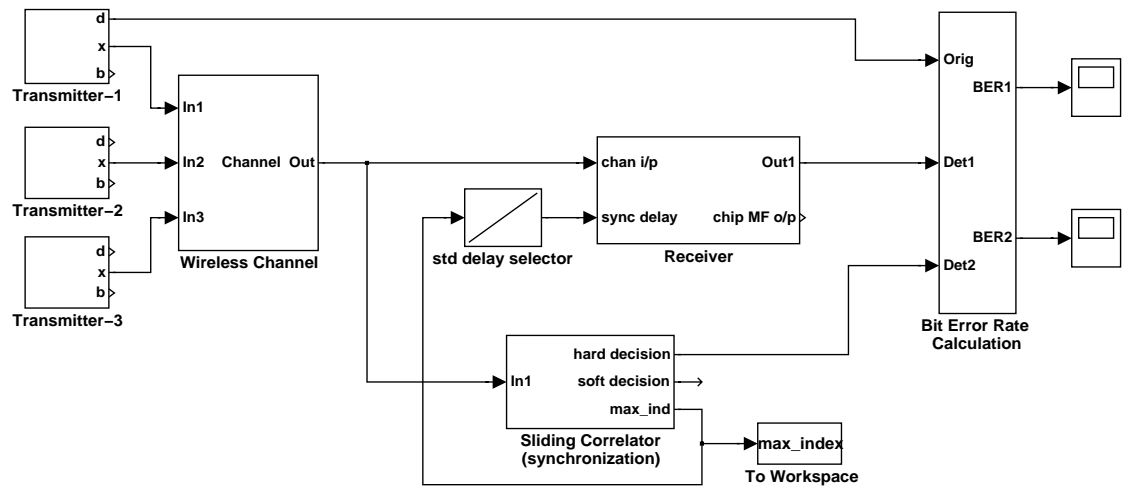 d
x
b
Transmitter−1
d
x
b
Transmitter−2
d
x
b
Transmitter−3
In1
In2
In3
Channel Out
Wireless Channel
std delay selector
chan i/p
sync delay
Out1
chip MF o/p
Receiver
In1
hard decision
soft decision
max_ind
Sliding Correlator
(synchronization)
max_index
To Workspace
Orig
Det1
Det2
BER1
BER2
Bit Error Rate
Calculation